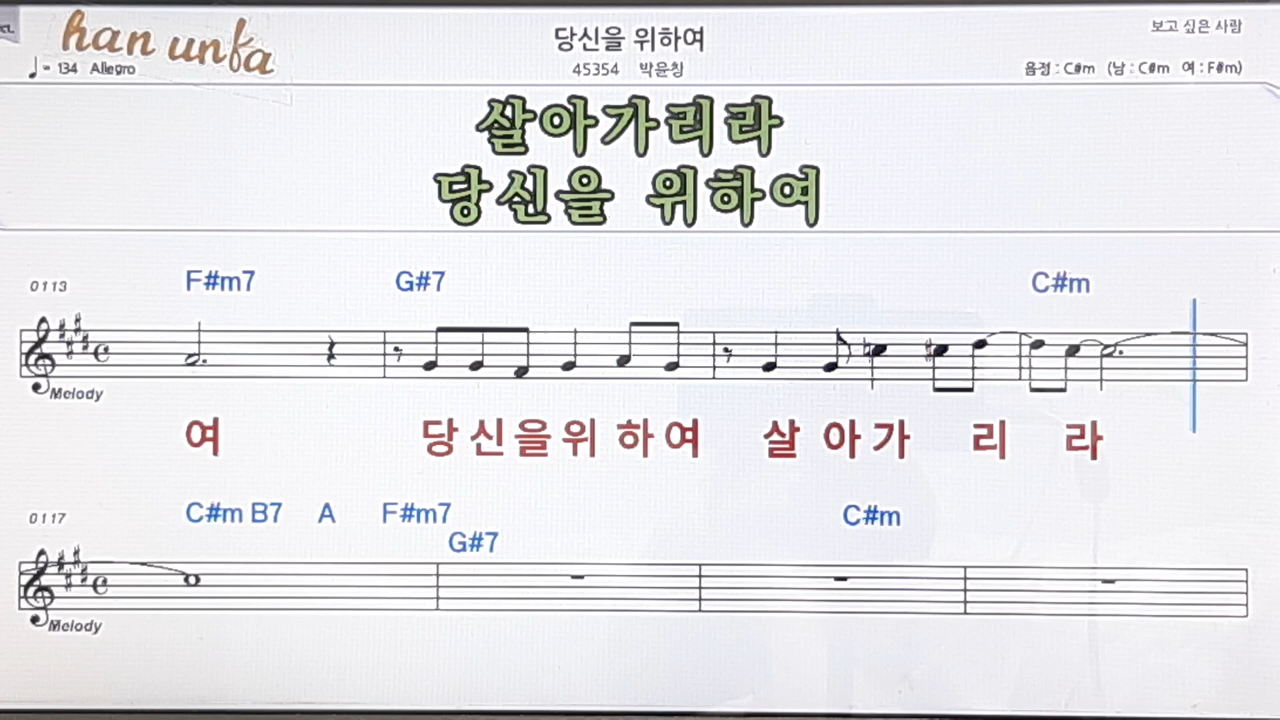 han unfa
당신을 위하여
보고 싶은 사람
♩= 134 Allegro
45354 박윤창
음정 : C#m (남 : C#m 여 : F#m)
살아가리라
당신을 위하여
0113 F#m7 G#7 C#m
Melody
여 당신을위하여 살아가 리 라
0117 C#m B7 A F#m7 C#m
G#7
Melody